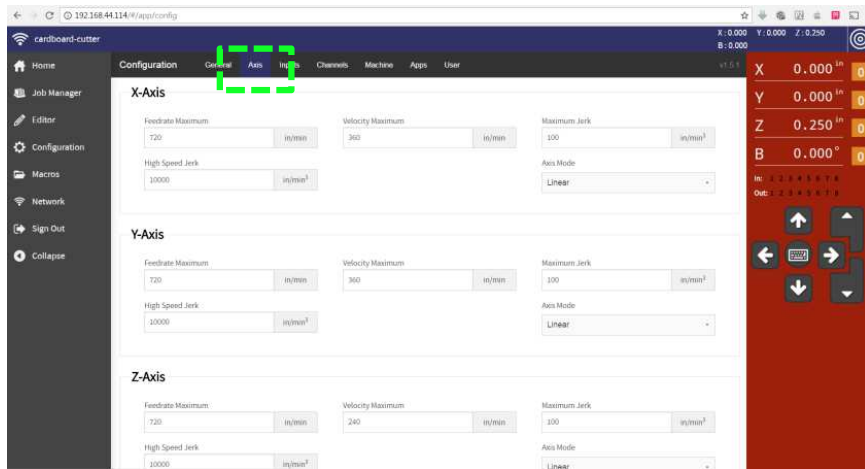 192.168.44.114/#/app/config
cardboard-cutter
X:0.000 Y:0.000 Z:0.250
B:0.000
Home
Job Manager
Editor
Configuration
Macros
Network
Sign Out
Collapse
Configuration General Axis Inputs Channels Machine Apps User v1.5.1
X-Axis
Feedrate Maximum Velocity Maximum Maximum Jerk
720 in/min 360 in/min 100 in/min³
High Speed Jerk Axis Mode
10000 in/min³ Linear
Y-Axis
Feedrate Maximum Velocity Maximum Maximum Jerk
720 in/min 360 in/min 100 in/min³
High Speed Jerk Axis Mode
10000 in/min³ Linear
Z-Axis
Feedrate Maximum Velocity Maximum Maximum Jerk
720 in/min 240 in/min 100 in/min³
High Speed Jerk Axis Mode
10000 in/min³ Linear
X 0.000 in 0
Y 0.000 in 0
Z 0.250 in 0
B 0.000 ° 0
In: 1 2 3 4 5 6 7 8
Out: 1 2 3 4 5 6 7 8